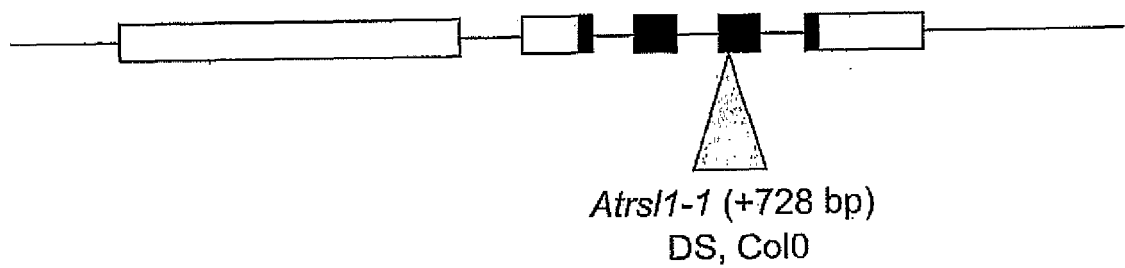 Atrsl1-1 (+728 bp)
DS, Col0